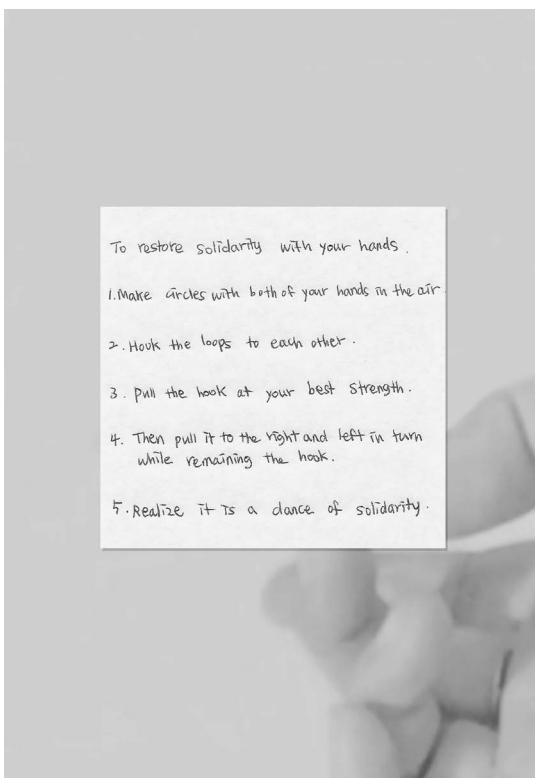 To restore solidarity with your hands.
1. Make circles with both of your hands in the air.
2. Hook the loops to each other.
3. Pull the hook at your best strength.
4. Then pull it to the right and left in turn
while remaining the hook.
5. Realize it is a dance of solidarity.